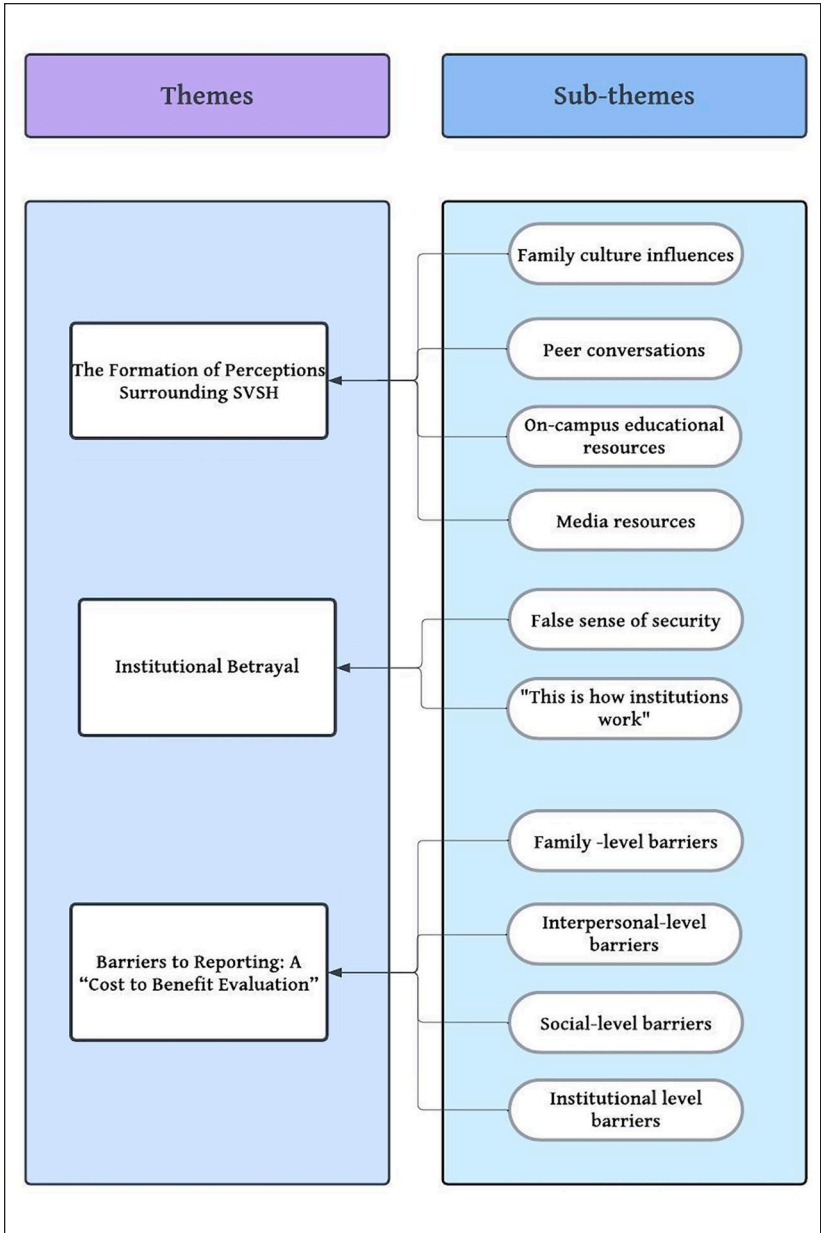 Themes
Sub-themes
The Formation of Perceptions
Surrounding SVSH
Family culture influences
Peer conversations
On-campus educational
resources
Media resources
Institutional Betrayal
False sense of security
"This is how institutions
work"
Barriers to Reporting: A
“Cost to Benefit Evaluation”
Family -level barriers
Interpersonal-level
barriers
Social-level barriers
Institutional level
barriers